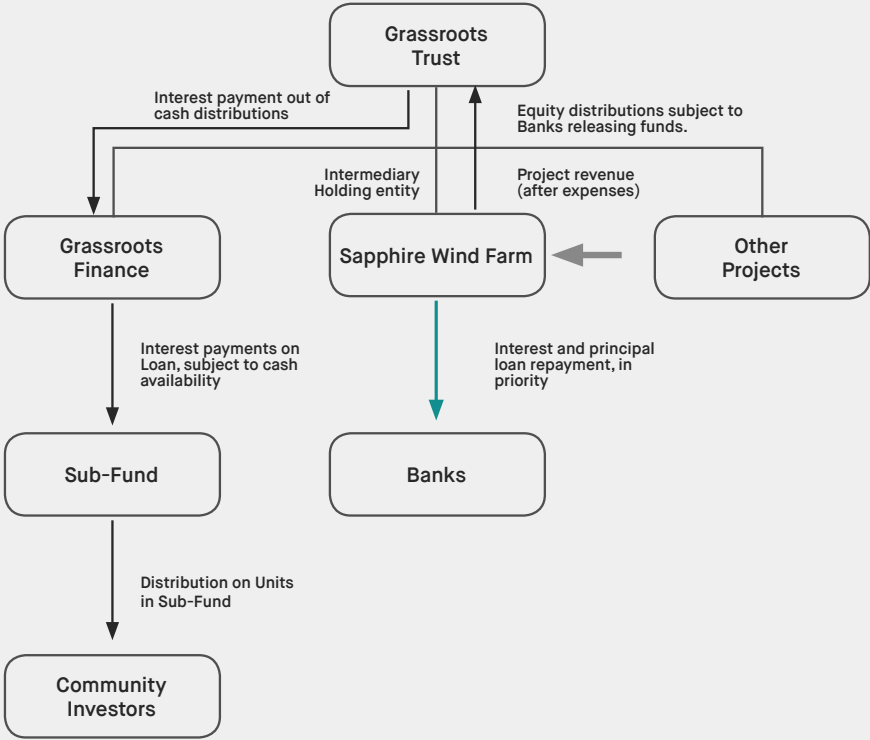 Grassroots
Trust
Interest payment out of
cash distributions
Equity distributions subject to
Banks releasing funds.
Intermediary
Holding entity
Project revenue
(after expenses)
Grassroots
Finance
Sapphire Wind Farm
Other
Projects
Interest payments on
Loan, subject to cash
availability
Interest and principal
loan repayment, in
priority
Sub-Fund
Banks
Distribution on Units
in Sub-Fund
Community
Investors